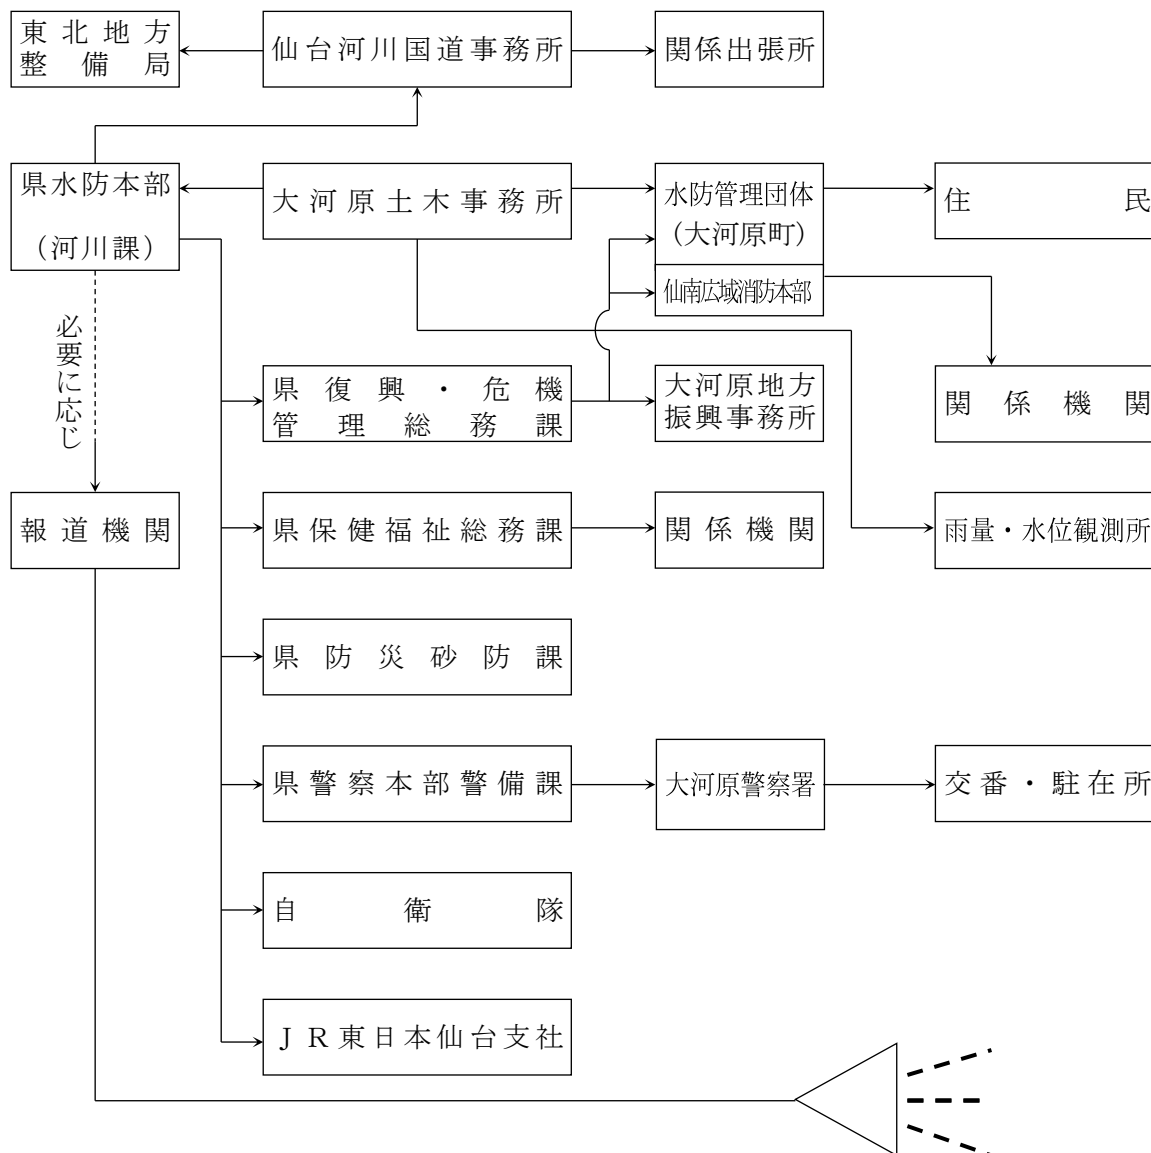 東北地方
整備局
仙台河川国道事務所
関係出張所
県水防本部
（河川課）
大河原土木事務所
水防管理団体
（大河原町）
仙南広域消防本部
住民
必要に応じ
県復興・危機
管理総務課
大河原地方
振興事務所
関係機関
報道機関
県保健福祉総務課
関係機関
雨量・水位観測所
県防災砂防課
県警察本部警備課
大河原警察署
交番・駐在所
自衛隊
ＪＲ東日本仙台支社